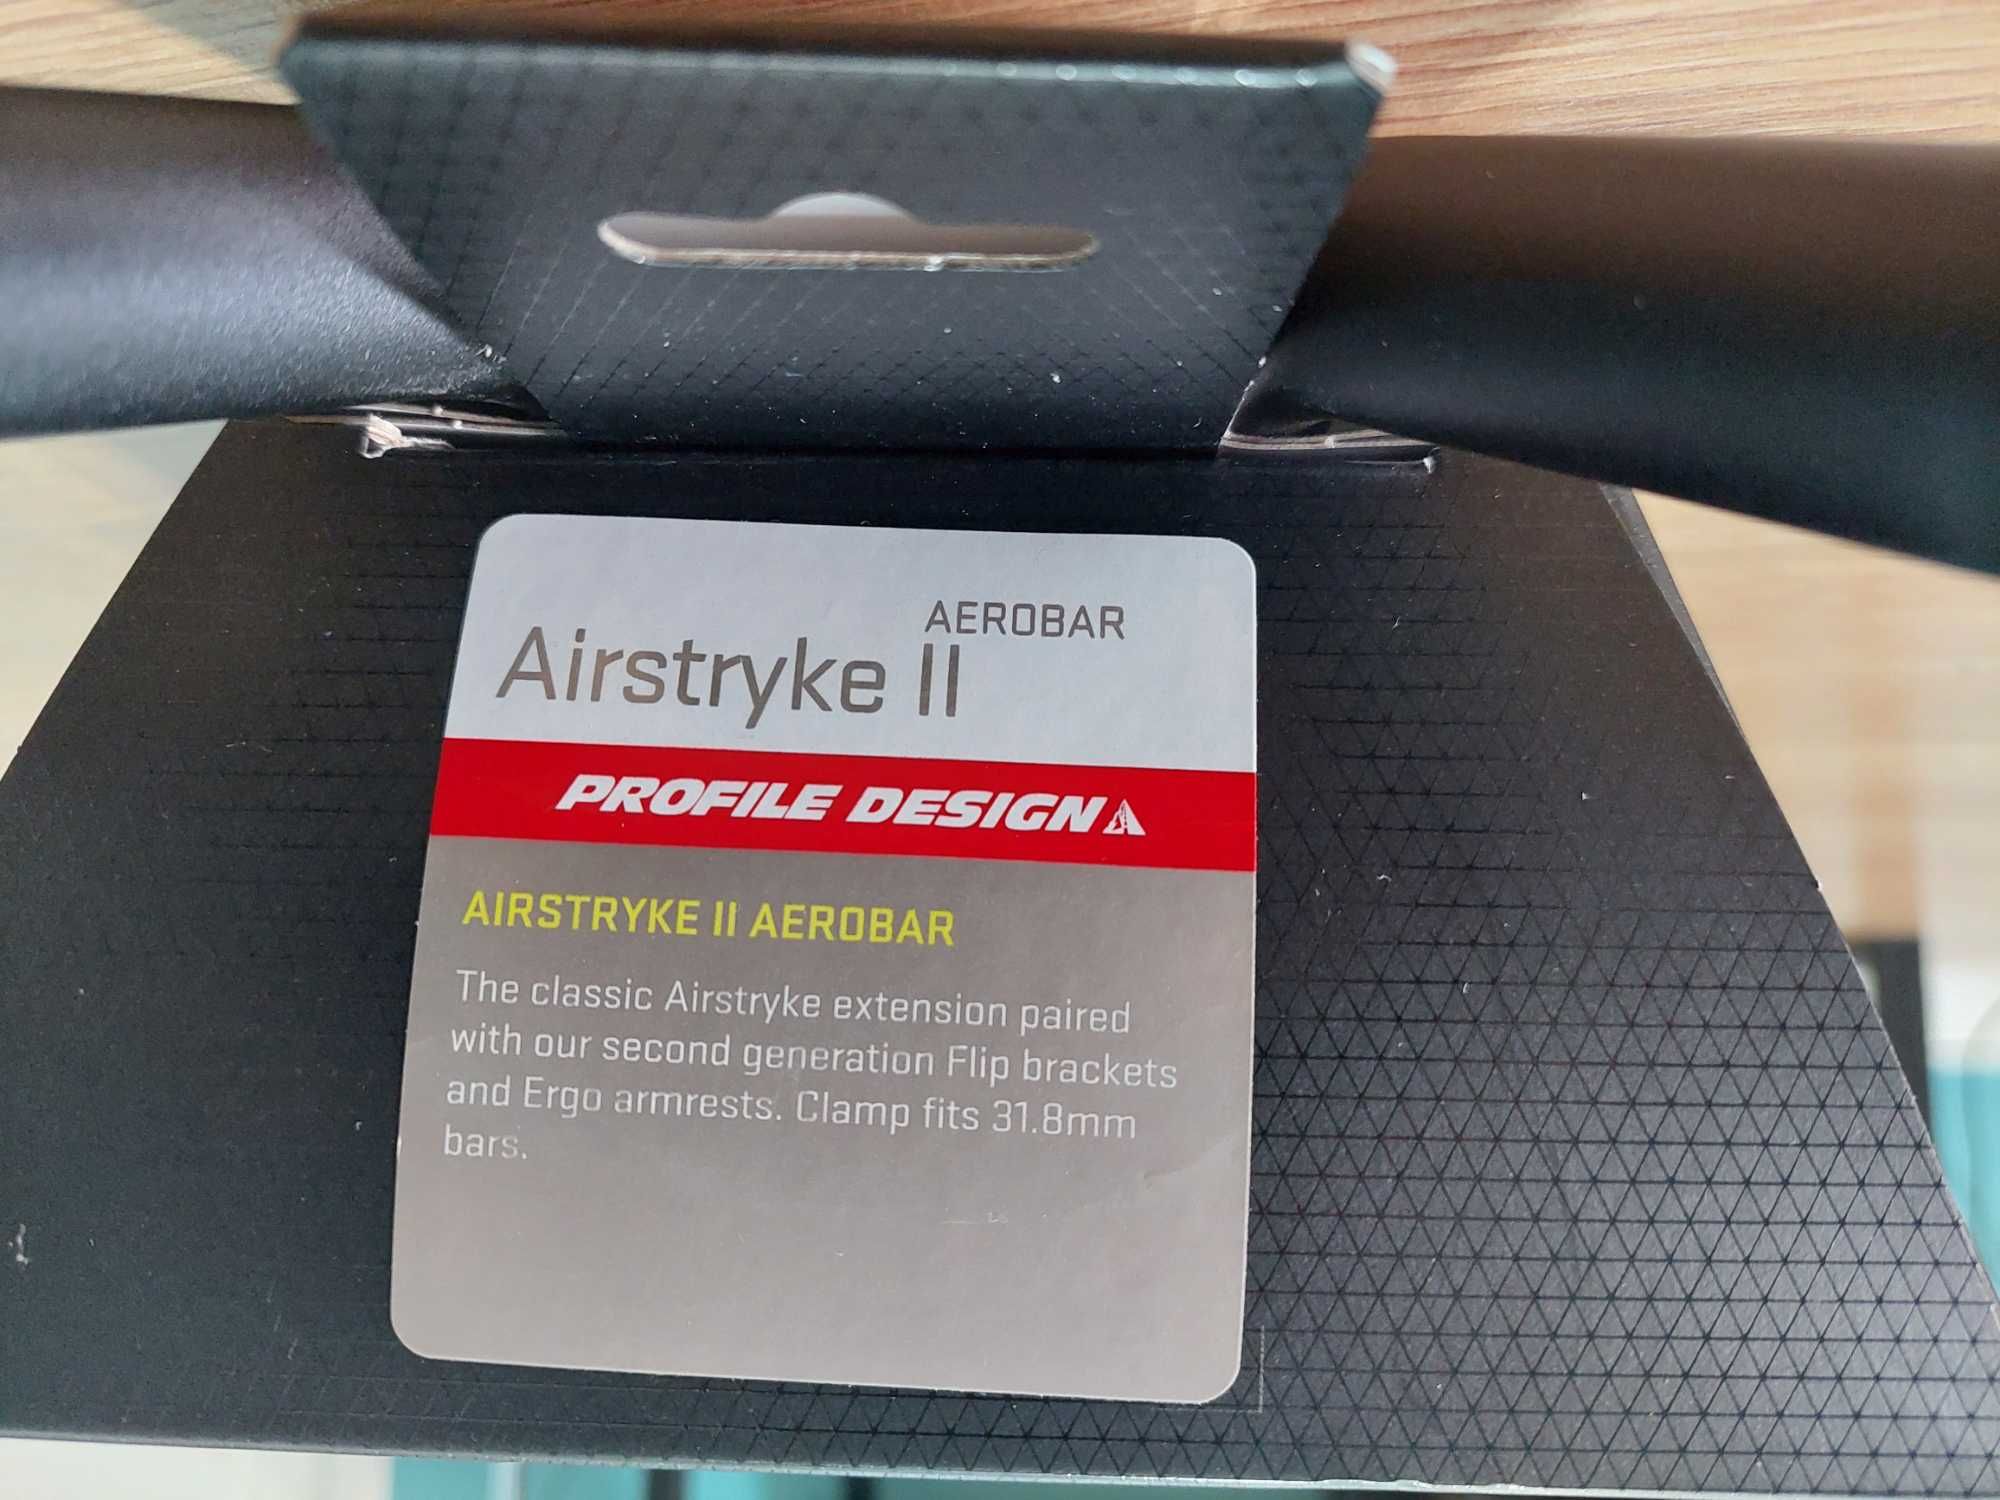 AEROBAR
Airstryke II
PROFILE DESIGN
AIRSTRYKE II AEROBAR
The classic Airstryke extension paired
with our second generation Flip brackets
and Ergo armrests. Clamp fits 31.8mm
bars.